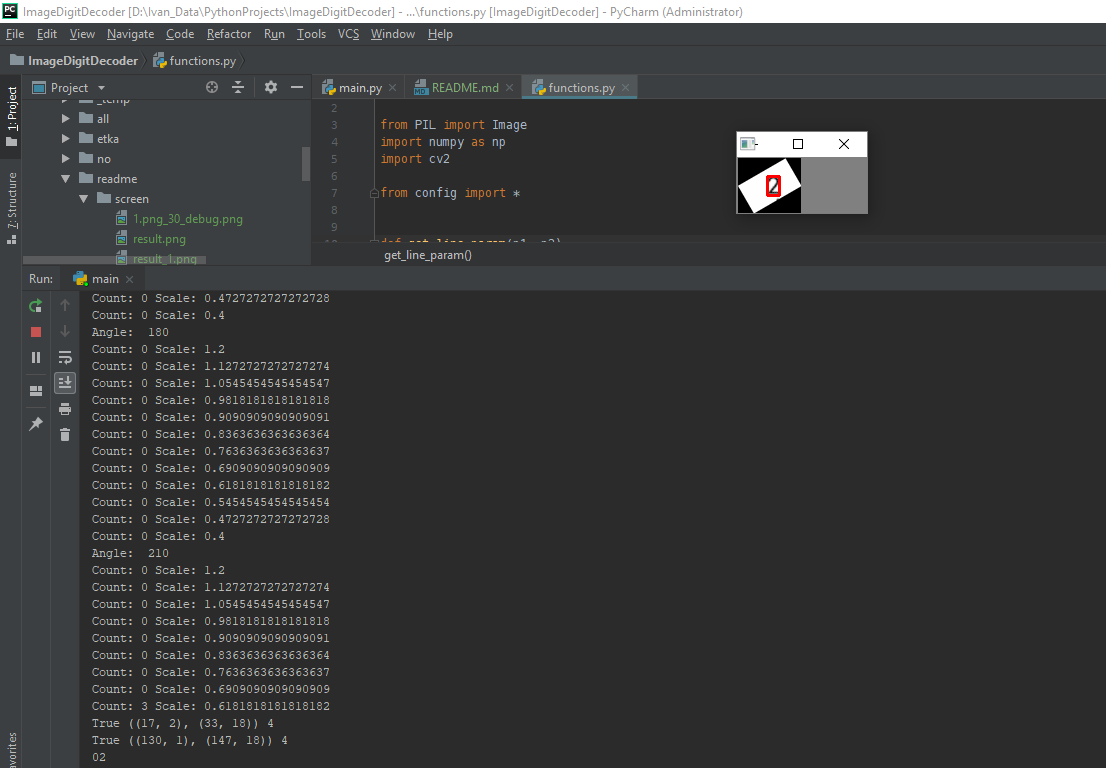 ImageDigitDecoder [D:\Ivan_Data\PythonProjects\ImageDigitDecoder] - ...\functions.py [ImageDigitDecoder] - PyCharm (Administrator)
File Edit View Navigate Code Refactor Run Tools VCS Window Help
ImageDigitDecoder functions.py
Project
main.py README.md functions.py
1: Project
7: Structure
avorites
_temp
all
etka
no
readme
screen
1.png_30_debug.png
result.png
result_1.png
2
3 from PIL import Image
4 import numpy as np
5 import cv2
6
7 from config import *
8
9
10 def get_line_param(p1, p2)
get_line_param()
2
Run: main
Count: 0 Scale: 0.4727272727272728
Count: 0 Scale: 0.4
Angle:  180
Count: 0 Scale: 1.2
Count: 0 Scale: 1.1272727272727274
Count: 0 Scale: 1.0545454545454547
Count: 0 Scale: 0.9818181818181818
Count: 0 Scale: 0.9090909090909091
Count: 0 Scale: 0.8363636363636364
Count: 0 Scale: 0.7636363636363637
Count: 0 Scale: 0.6909090909090909
Count: 0 Scale: 0.6181818181818182
Count: 0 Scale: 0.5454545454545454
Count: 0 Scale: 0.4727272727272728
Count: 0 Scale: 0.4
Angle:  210
Count: 0 Scale: 1.2
Count: 0 Scale: 1.1272727272727274
Count: 0 Scale: 1.0545454545454547
Count: 0 Scale: 0.9818181818181818
Count: 0 Scale: 0.9090909090909091
Count: 0 Scale: 0.8363636363636364
Count: 0 Scale: 0.7636363636363637
Count: 0 Scale: 0.6909090909090909
Count: 3 Scale: 0.6181818181818182
True ((17, 2), (33, 18)) 4
True ((130, 1), (147, 18)) 4
02